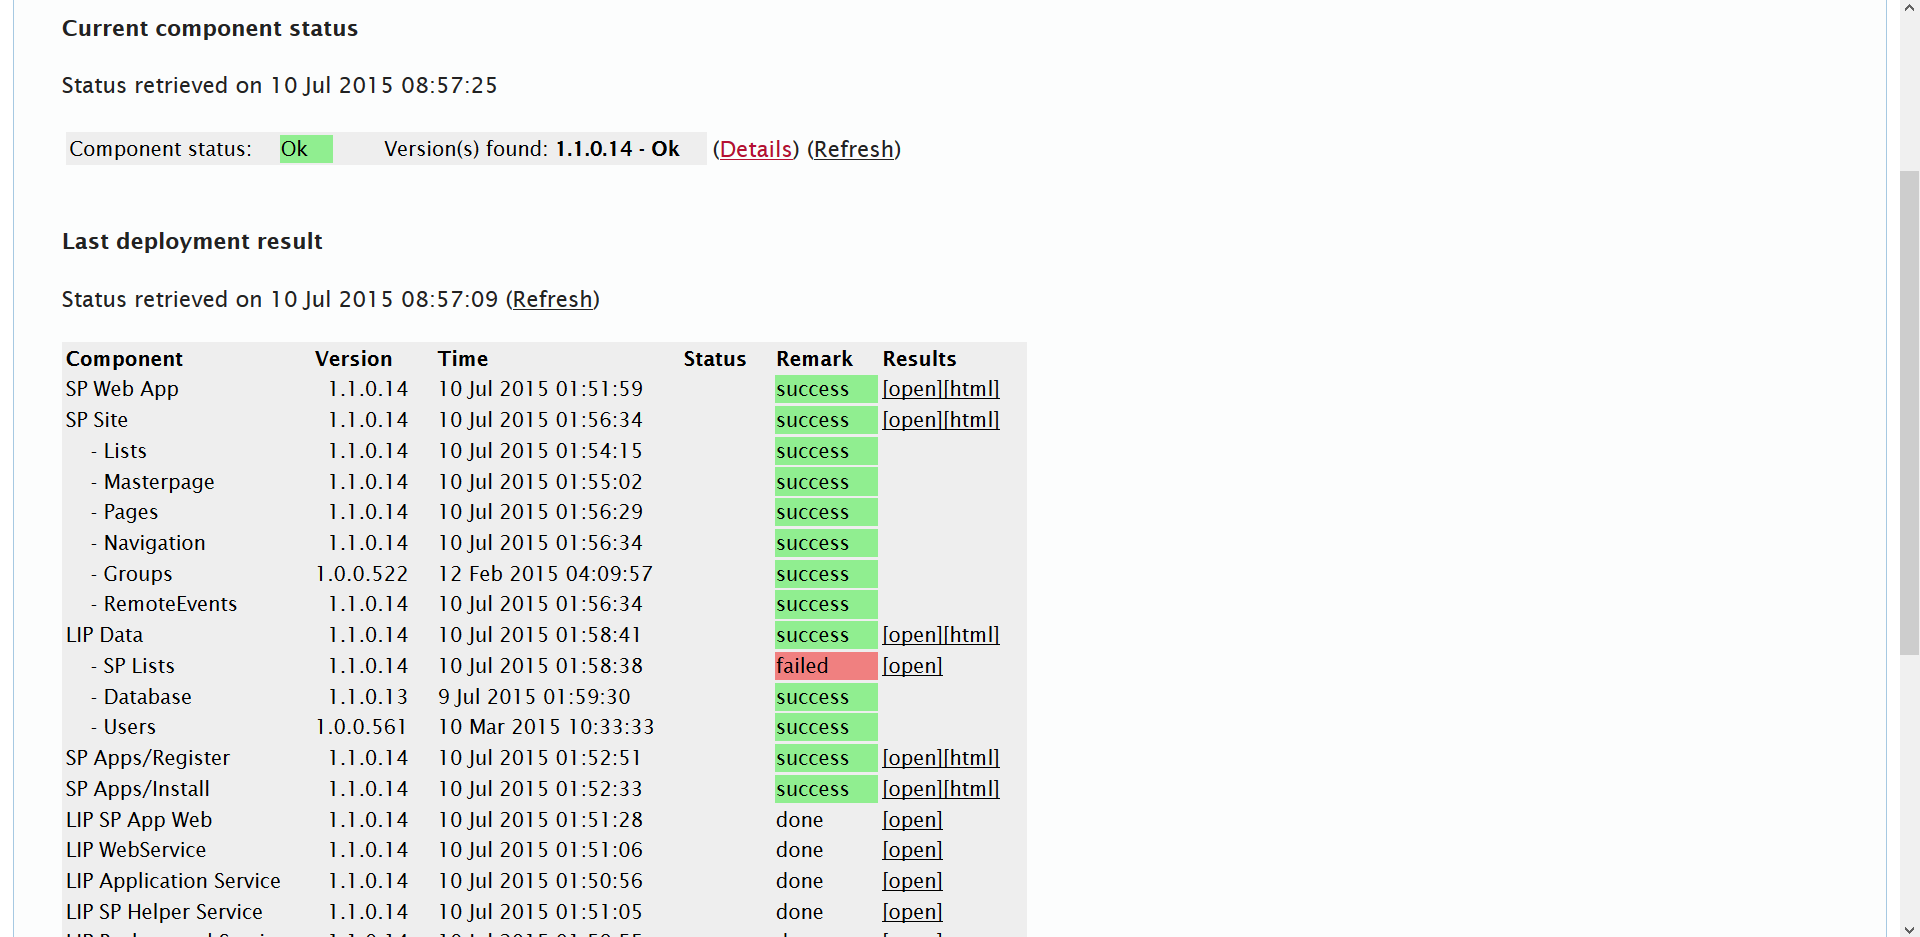 Current component status
Status retrieved on 10 Jul 2015 08:57:25
Component status: Ok Version(s) found: 1.1.0.14 - Ok (Details) (Refresh)
Last deployment result
Status retrieved on 10 Jul 2015 08:57:09 (Refresh)
Component Version Time Status Remark Results
SP Web App 1.1.0.14 10 Jul 2015 01:51:59 success [open][html]
SP Site 1.1.0.14 10 Jul 2015 01:56:34 success [open][html]
- Lists 1.1.0.14 10 Jul 2015 01:54:15 success
- Masterpage 1.1.0.14 10 Jul 2015 01:55:02 success
- Pages 1.1.0.14 10 Jul 2015 01:56:29 success
- Navigation 1.1.0.14 10 Jul 2015 01:56:34 success
- Groups 1.0.0.522 12 Feb 2015 04:09:57 success
- RemoteEvents 1.1.0.14 10 Jul 2015 01:56:34 success
LIP Data 1.1.0.14 10 Jul 2015 01:58:41 success [open][html]
- SP Lists 1.1.0.14 10 Jul 2015 01:58:38 failed [open]
- Database 1.1.0.13 9 Jul 2015 01:59:30 success
- Users 1.0.0.561 10 Mar 2015 10:33:33 success
SP Apps/Register 1.1.0.14 10 Jul 2015 01:52:51 success [open][html]
SP Apps/Install 1.1.0.14 10 Jul 2015 01:52:33 success [open][html]
LIP SP App Web 1.1.0.14 10 Jul 2015 01:51:28 done [open]
LIP WebService 1.1.0.14 10 Jul 2015 01:51:06 done [open]
LIP Application Service 1.1.0.14 10 Jul 2015 01:50:56 done [open]
LIP SP Helper Service 1.1.0.14 10 Jul 2015 01:51:05 done [open]